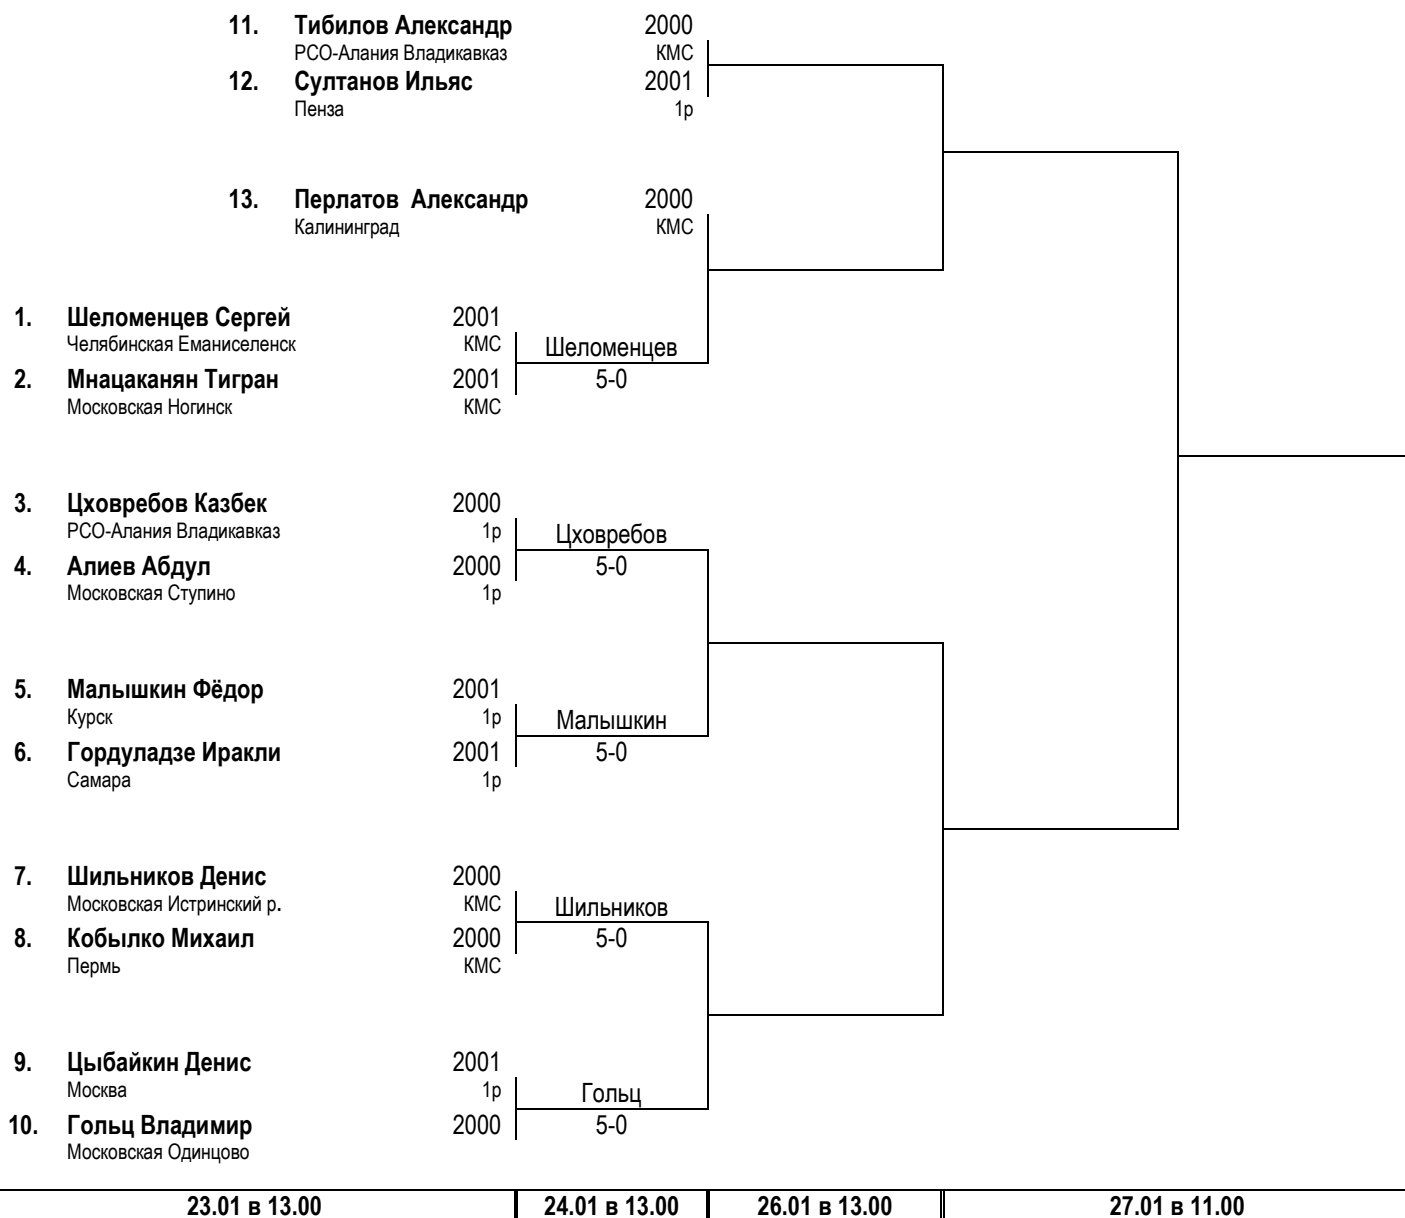 11. Тибилов Александр 2000
РСО-Алания Владикавказ КМС
12. Султанов Ильяс 2001
Пенза 1р
13. Перлатов Александр 2000
Калининград КМС
1. Шеломенцев Сергей 2001
Челябинская Еманиселенск КМС Шеломенцев
2. Мнацаканян Тигран 2001 5-0
Московская Ногинск КМС
3. Цховребов Казбек 2000
РСО-Алания Владикавказ 1р Цховребов
4. Алиев Абдул 2000 5-0
Московская Ступино 1р
5. Малышкин Фёдор 2001
Курск 1р Малышкин
6. Гордуладзе Иракли 2001 5-0
Самара 1р
7. Шильников Денис 2000
Московская Истринский р. КМС Шильников
8. Кобылко Михаил 2000 5-0
Пермь КМС
9. Цыбайкин Денис 2001
Москва 1р Гольц
10. Гольц Владимир 2000 5-0
Московская Одинцово
23.01 в 13.00 24.01 в 13.00 26.01 в 13.00 27.01 в 11.00